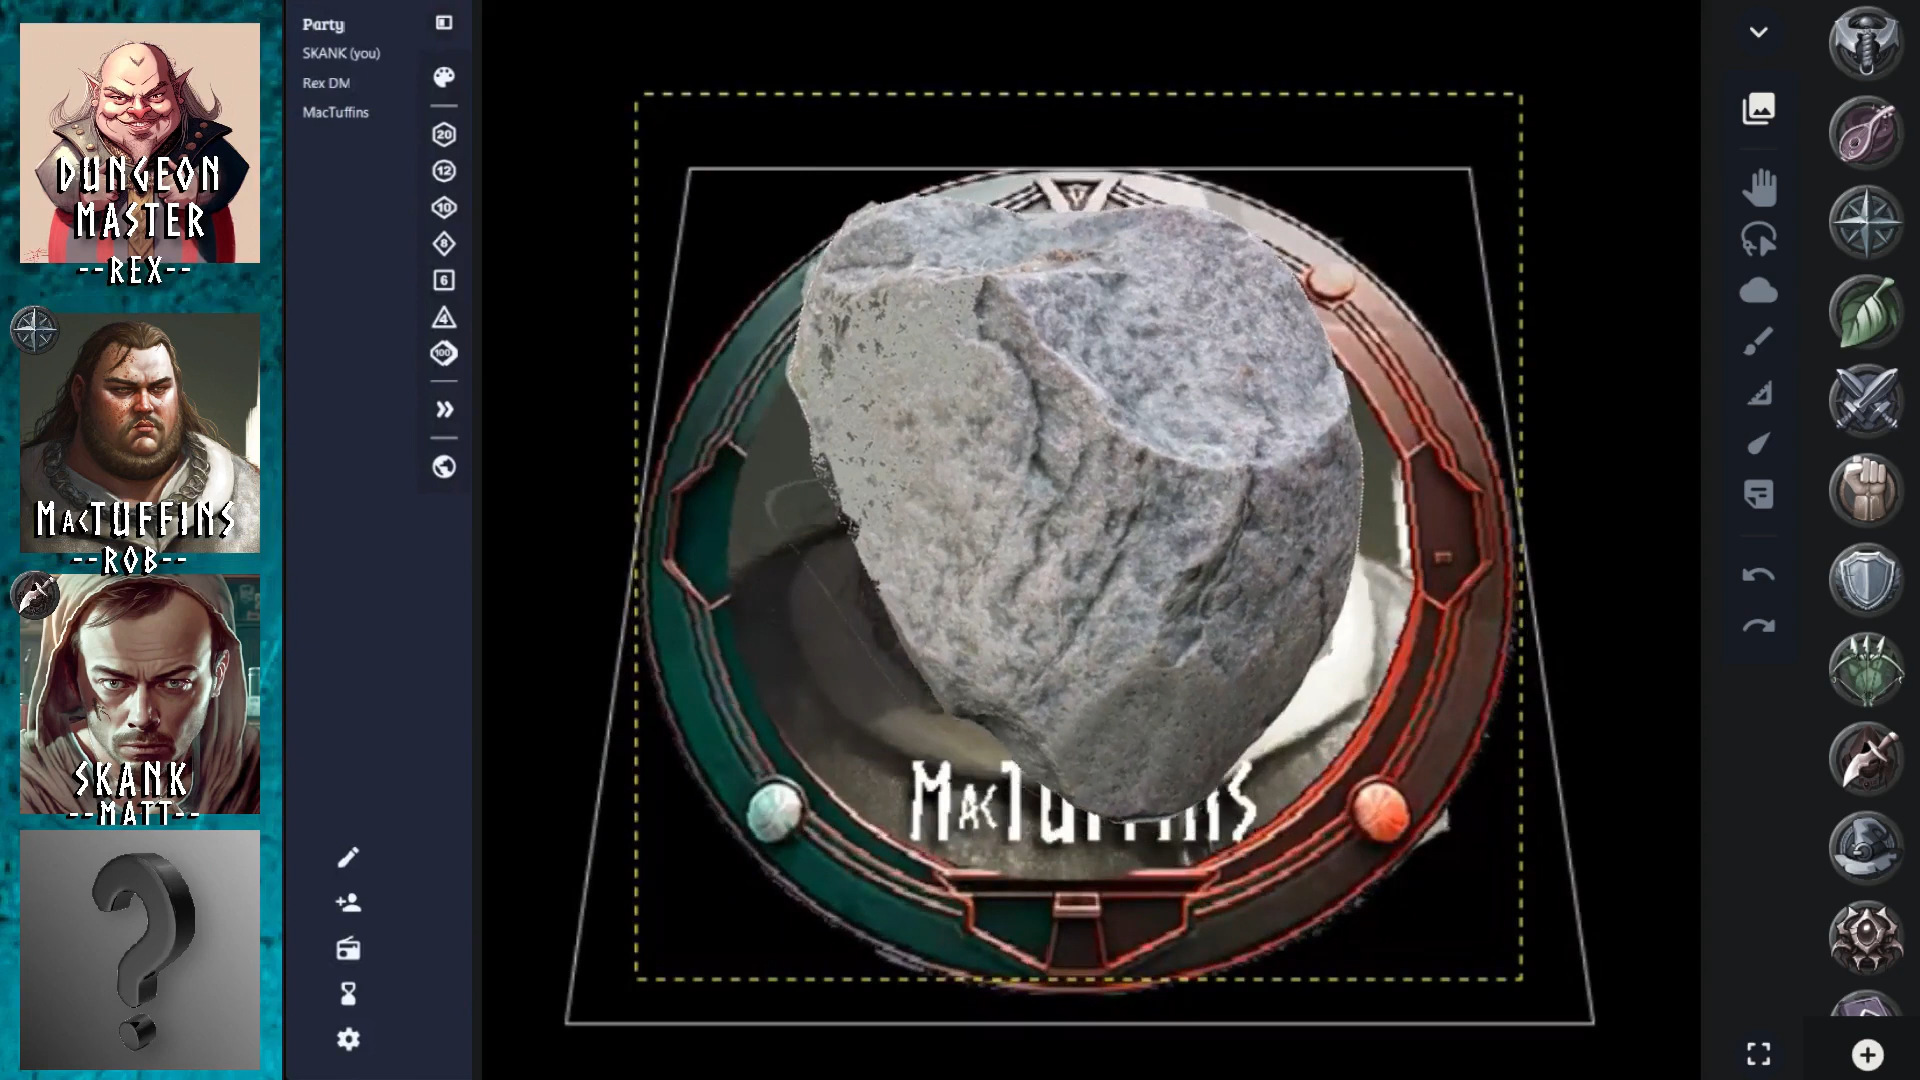 DUNGEON
MASTER
--REX--
MacTUFFINS
--ROB--
SKANK
--MATT--
Party
SKANK (you)
Rex DM
MacTuffins
20
12
10
8
6
4
100
MacTuffins